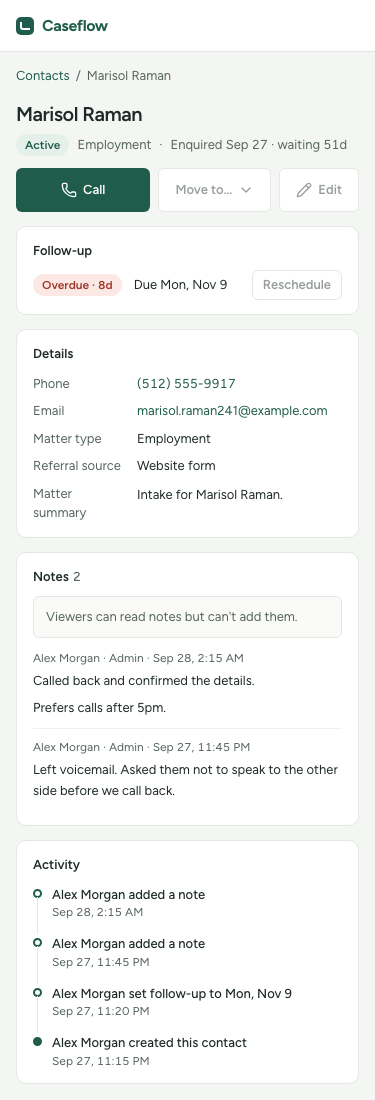 Caseflow
Contacts / Marisol Raman
Marisol Raman
Active Employment · Enquired Sep 27 · waiting 51d
Call Move to... Edit
Follow-up
Overdue · 8d Due Mon, Nov 9 Reschedule
Details
Phone (512) 555-9917
Email marisol.raman241@example.com
Matter type Employment
Referral source Website form
Matter summary Intake for Marisol Raman.
Notes 2
Viewers can read notes but can't add them.
Alex Morgan · Admin · Sep 28, 2:15 AM
Called back and confirmed the details.
Prefers calls after 5pm.
Alex Morgan · Admin · Sep 27, 11:45 PM
Left voicemail. Asked them not to speak to the other
side before we call back.
Activity
Alex Morgan added a note
Sep 28, 2:15 AM
Alex Morgan added a note
Sep 27, 11:45 PM
Alex Morgan set follow-up to Mon, Nov 9
Sep 27, 11:20 PM
Alex Morgan created this contact
Sep 27, 11:15 PM